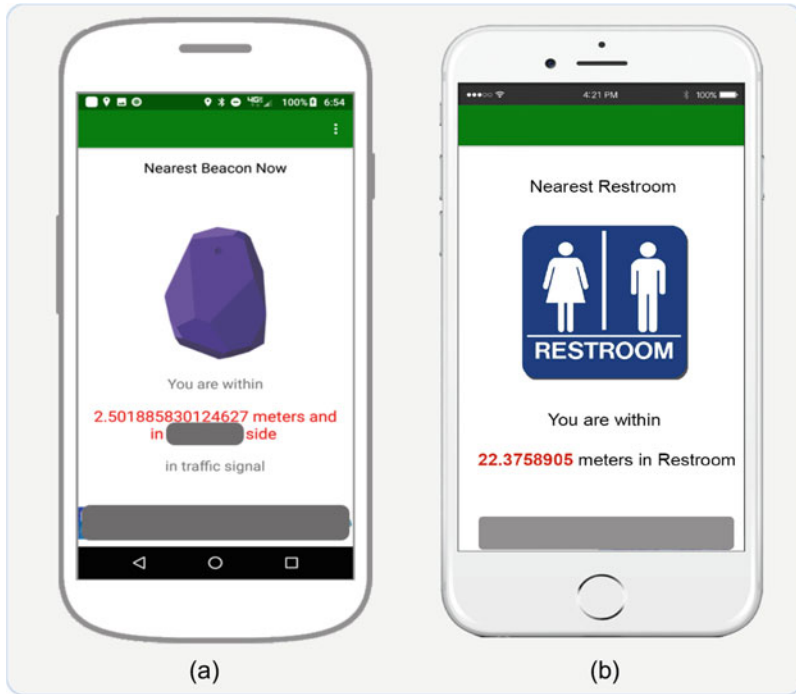 4G 100% 6:54
Nearest Beacon Now
You are within
2.501885830124627 meters and
in side
in traffic signal
(a)
4:21 PM 100%
Nearest Restroom
RESTROOM
You are within
22.3758905 meters in Restroom
(b)